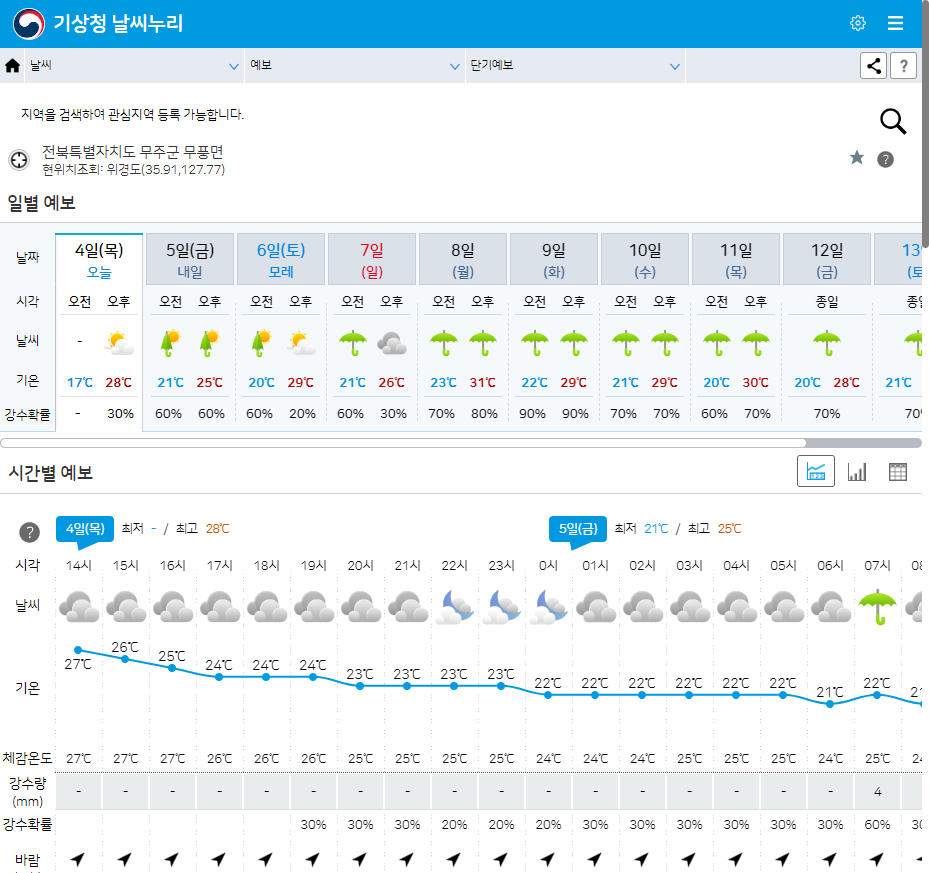 기상청 날씨누리
날씨 예보 단기예보 ?
지역을 검색하여 관심지역 등록 가능합니다.
전북특별자치도 무주군 무풍면
현위치조회: 위경도(35.91,127.77) ?
일별 예보
날짜 4일(목) 5일(금) 6일(토) 7일 8일 9일 10일 11일 12일 13
오늘 내일 모레 (일) (월) (화) (수) (목) (금) (토
시각 오전 오후 오전 오후 오전 오후 오전 오후 오전 오후 오전 오후 오전 오후 오전 오후 종일 종일
날씨 -
기온 17℃ 28℃ 21℃ 25℃ 20℃ 29℃ 21℃ 26℃ 23℃ 31℃ 22℃ 29℃ 21℃ 29℃ 20℃ 30℃ 20℃ 28℃ 21℃
강수확률 - 30% 60% 60% 60% 20% 60% 30% 70% 80% 90% 90% 70% 70% 60% 70% 70% 70
시간별 예보
? 4일(목) 최저 - / 최고 28℃ 5일(금) 최저 21℃ / 최고 25℃
시각 14시 15시 16시 17시 18시 19시 20시 21시 22시 23시 0시 01시 02시 03시 04시 05시 06시 07시 08
날씨
기온 27℃ 26℃ 25℃ 24℃ 24℃ 24℃ 23℃ 23℃ 23℃ 23℃ 22℃ 22℃ 22℃ 22℃ 22℃ 22℃ 21℃ 22℃ 21
체감온도 27℃ 27℃ 27℃ 26℃ 26℃ 26℃ 25℃ 25℃ 25℃ 25℃ 24℃ 24℃ 24℃ 25℃ 25℃ 25℃ 24℃ 25℃ 24
강수량 - - - - - - - - - - - - - - - - - 4
(mm)
강수확률 30% 30% 30% 20% 20% 20% 30% 30% 30% 30% 30% 30% 60% 30
바람